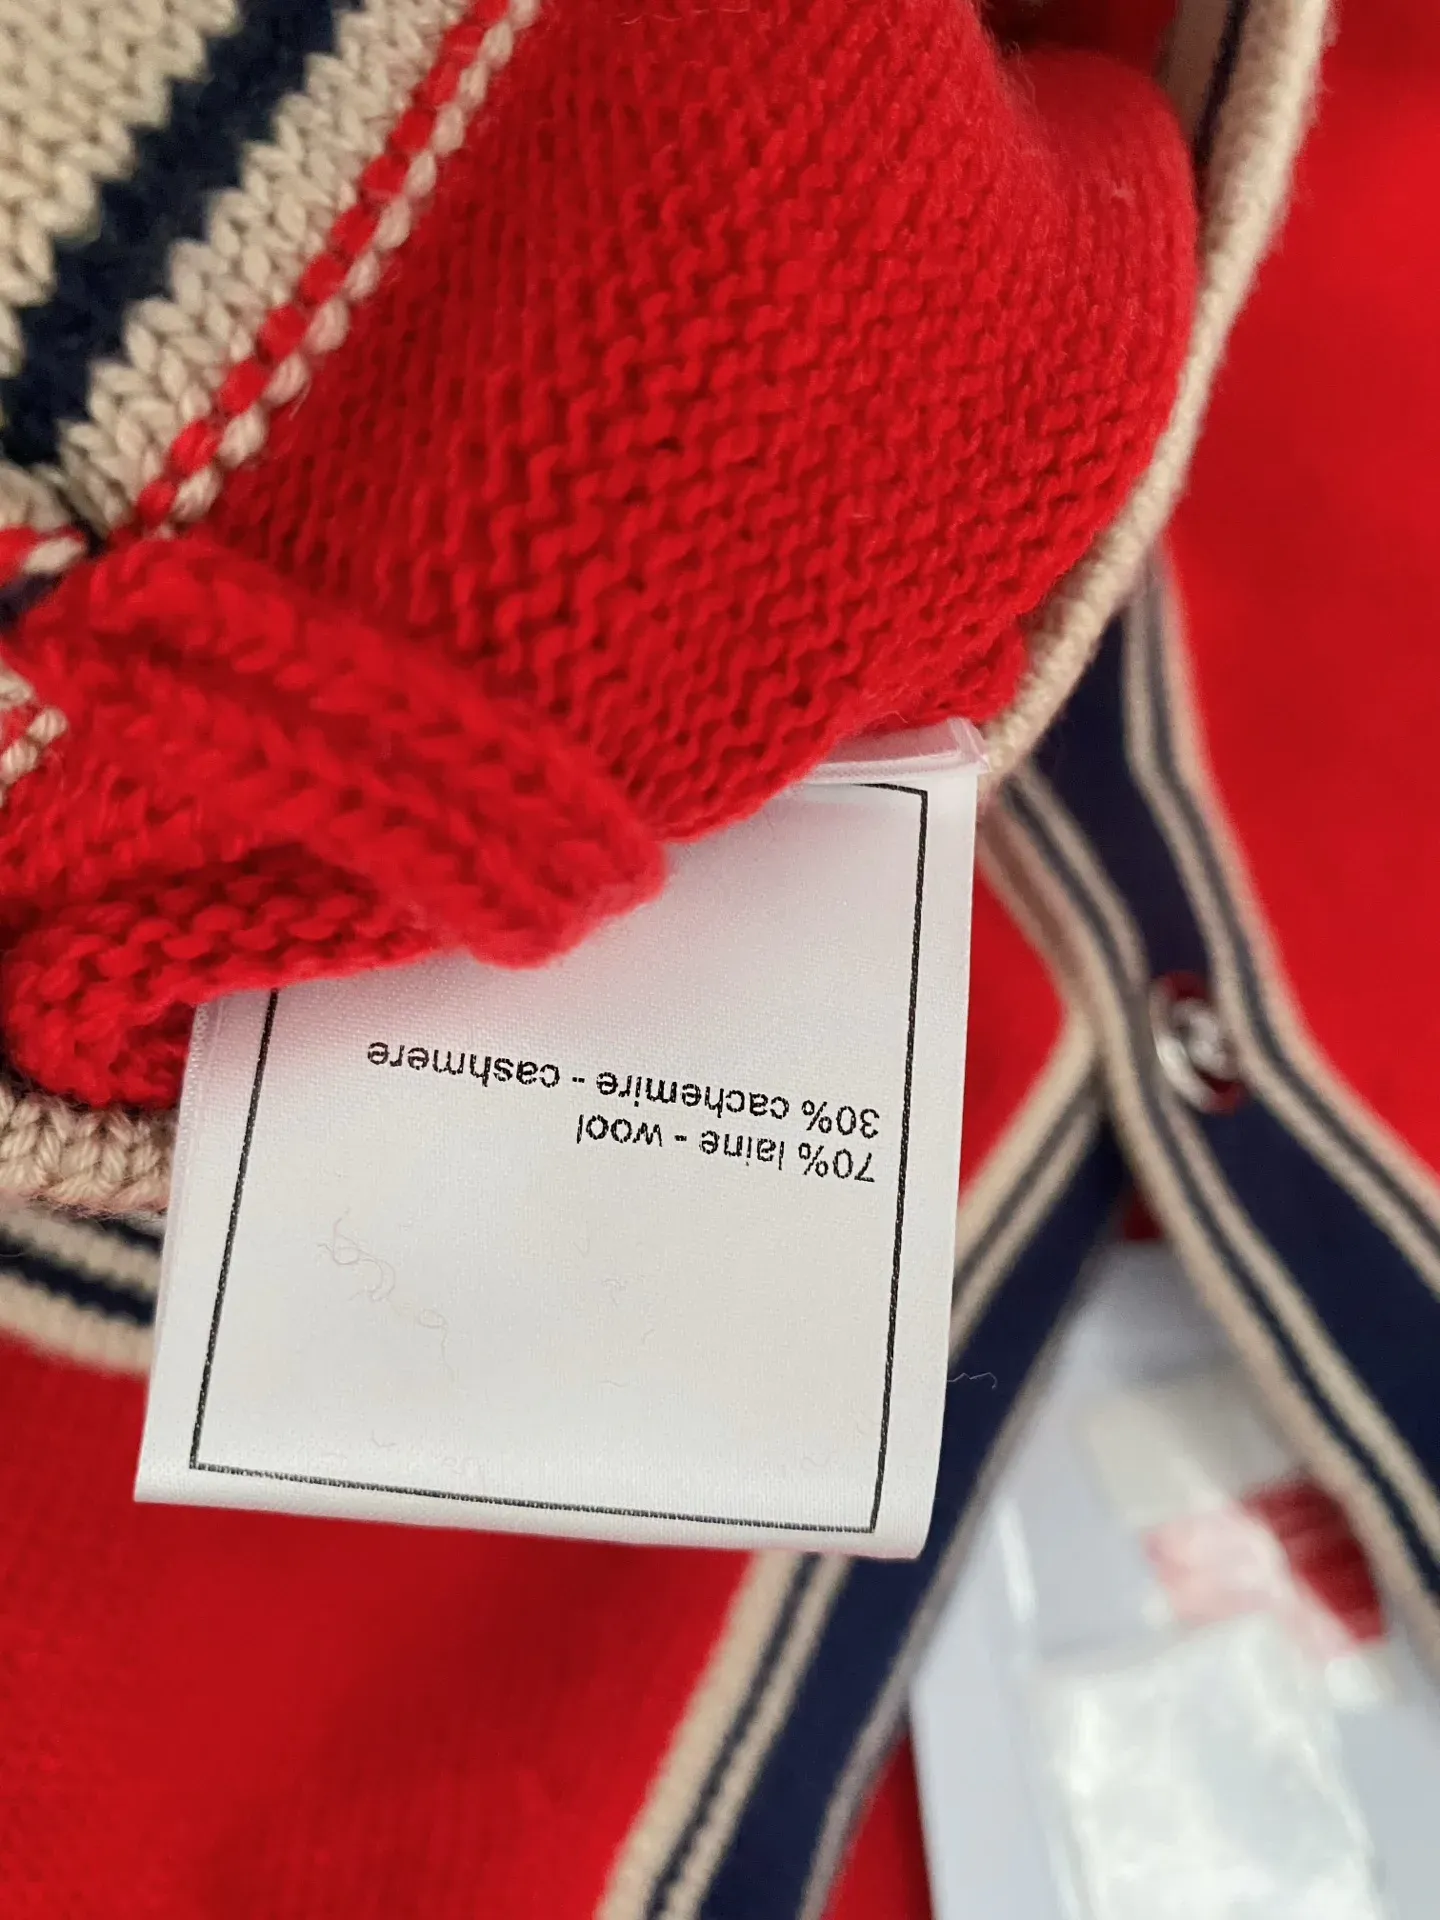 70% laine - wool
30% cachemire - cashmere